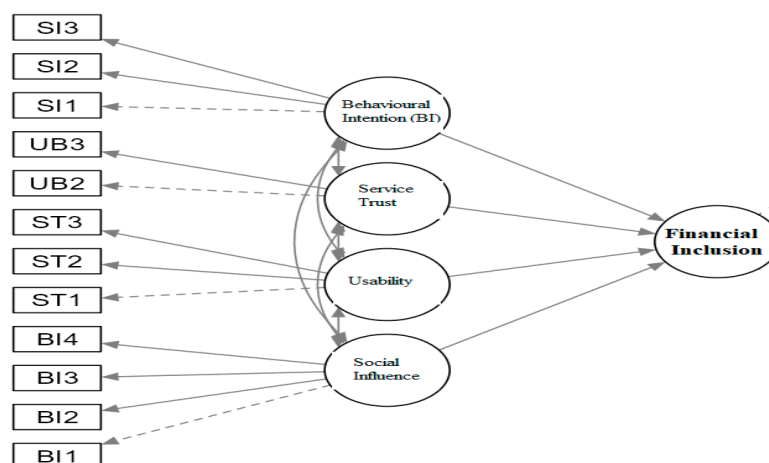 SI3
SI2
SI1
UB3
UB2
ST3
ST2
ST1
BI4
BI3
BI2
BI1
Behavioural
Intention (BI)
Service
Trust
Usability
Social
Influence
Financial
Inclusion